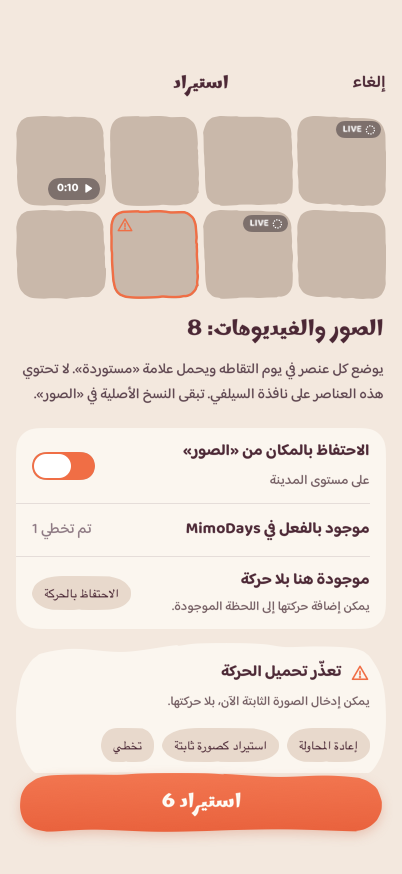 إلغاء
استيراد
LIVE
0:10
LIVE
الصور والفيديوهات: 8
يوضع كل عنصر في يوم التقاطه ويحمل علامة «مستوردة». لا تحتوي
هذه العناصر على نافذة السيلفي. تبقى النسخ الأصلية في «الصور».
الاحتفاظ بالمكان من «الصور»
على مستوى المدينة
موجود بالفعل في MimoDays
تم تخطي 1
موجودة هنا بلا حركة
يمكن إضافة حركتها إلى اللحظة الموجودة.
الاحتفاظ بالحركة
تعذّر تحميل الحركة
يمكن إدخال الصورة الثابتة الآن، بلا حركتها.
إعادة المحاولة
استيراد كصورة ثابتة
تخطي
استيراد 6